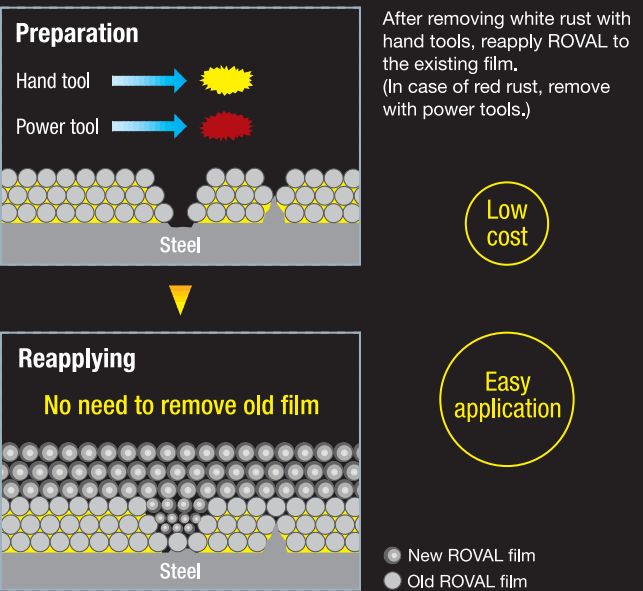 Preparation
Hand tool
Power tool
Steel
After removing white rust with
hand tools, reapply ROVAL to
the existing film.
(In case of red rust, remove
with power tools.)
Low
cost
Reapplying
No need to remove old film
Steel
Easy
application
New ROVAL film
Old ROVAL film